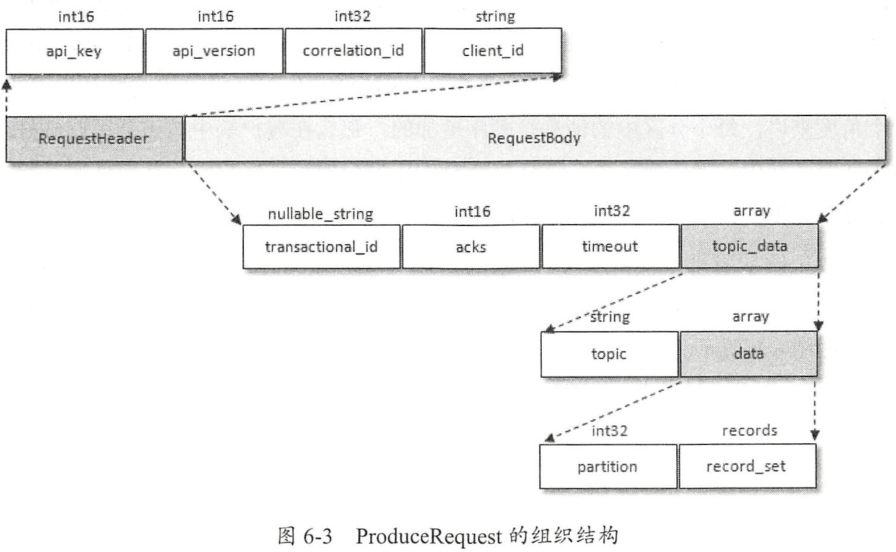 int16 int16 int32 string
api_key api_version correlation_id client_id
RequestHeader RequestBody
nullable_string int16 int32 array
transactional_id acks timeout topic_data
string array
topic data
int32 records
partition record_set
图 6-3 ProduceRequest 的组织结构